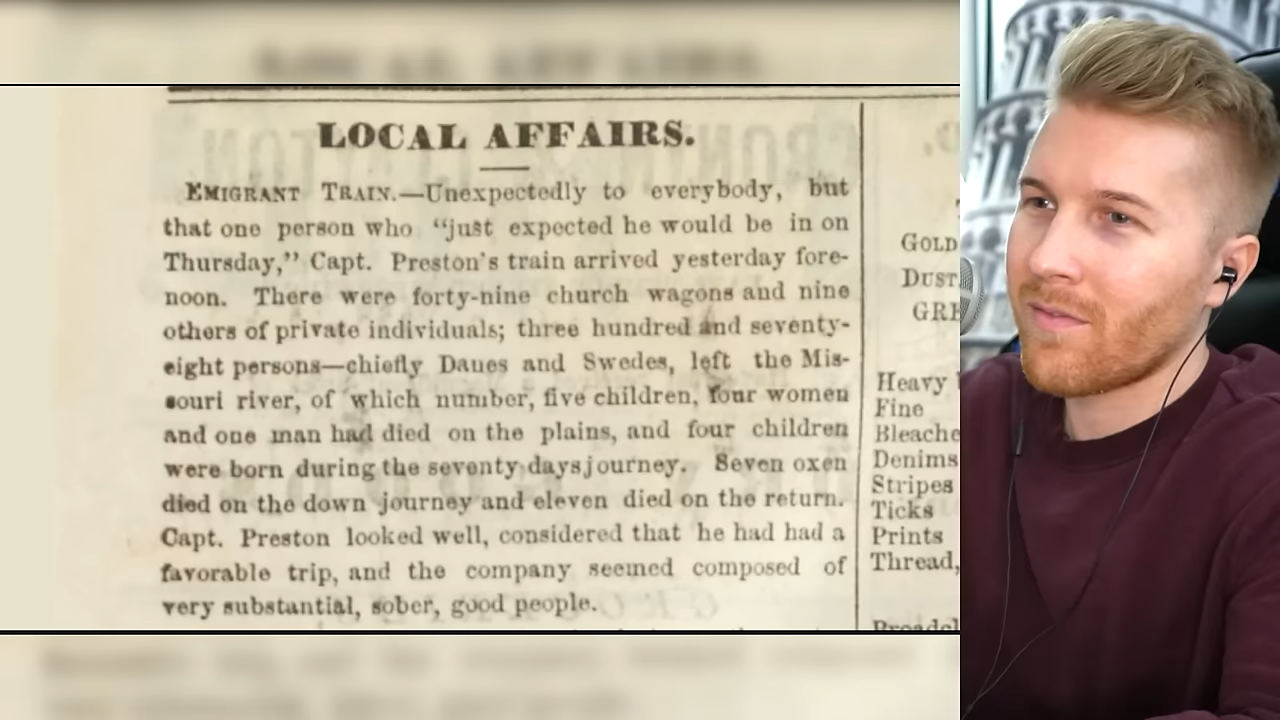 LOCAL AFFAIRS.
EMIGRANT TRAIN.—Unexpectedly to everybody, but
that one person who “just expected he would be in on
Thursday,” Capt. Preston’s train arrived yesterday fore-
noon. There were forty-nine church wagons and nine
others of private individuals; three hundred and seventy-
eight persons—chiefly Danes and Swedes, left the Mis-
souri river, of which number, five children, four women
and one man had died on the plains, and four children
were born during the seventy days journey. Seven oxen
died on the down journey and eleven died on the return.
Capt. Preston looked well, considered that he had had a
favorable trip, and the company seemed composed of
very substantial, sober, good people.
GOLD
DUST
GRE
Heavy
Fine
Bleache
Denims
Stripes
Ticks
Prints
Thread,